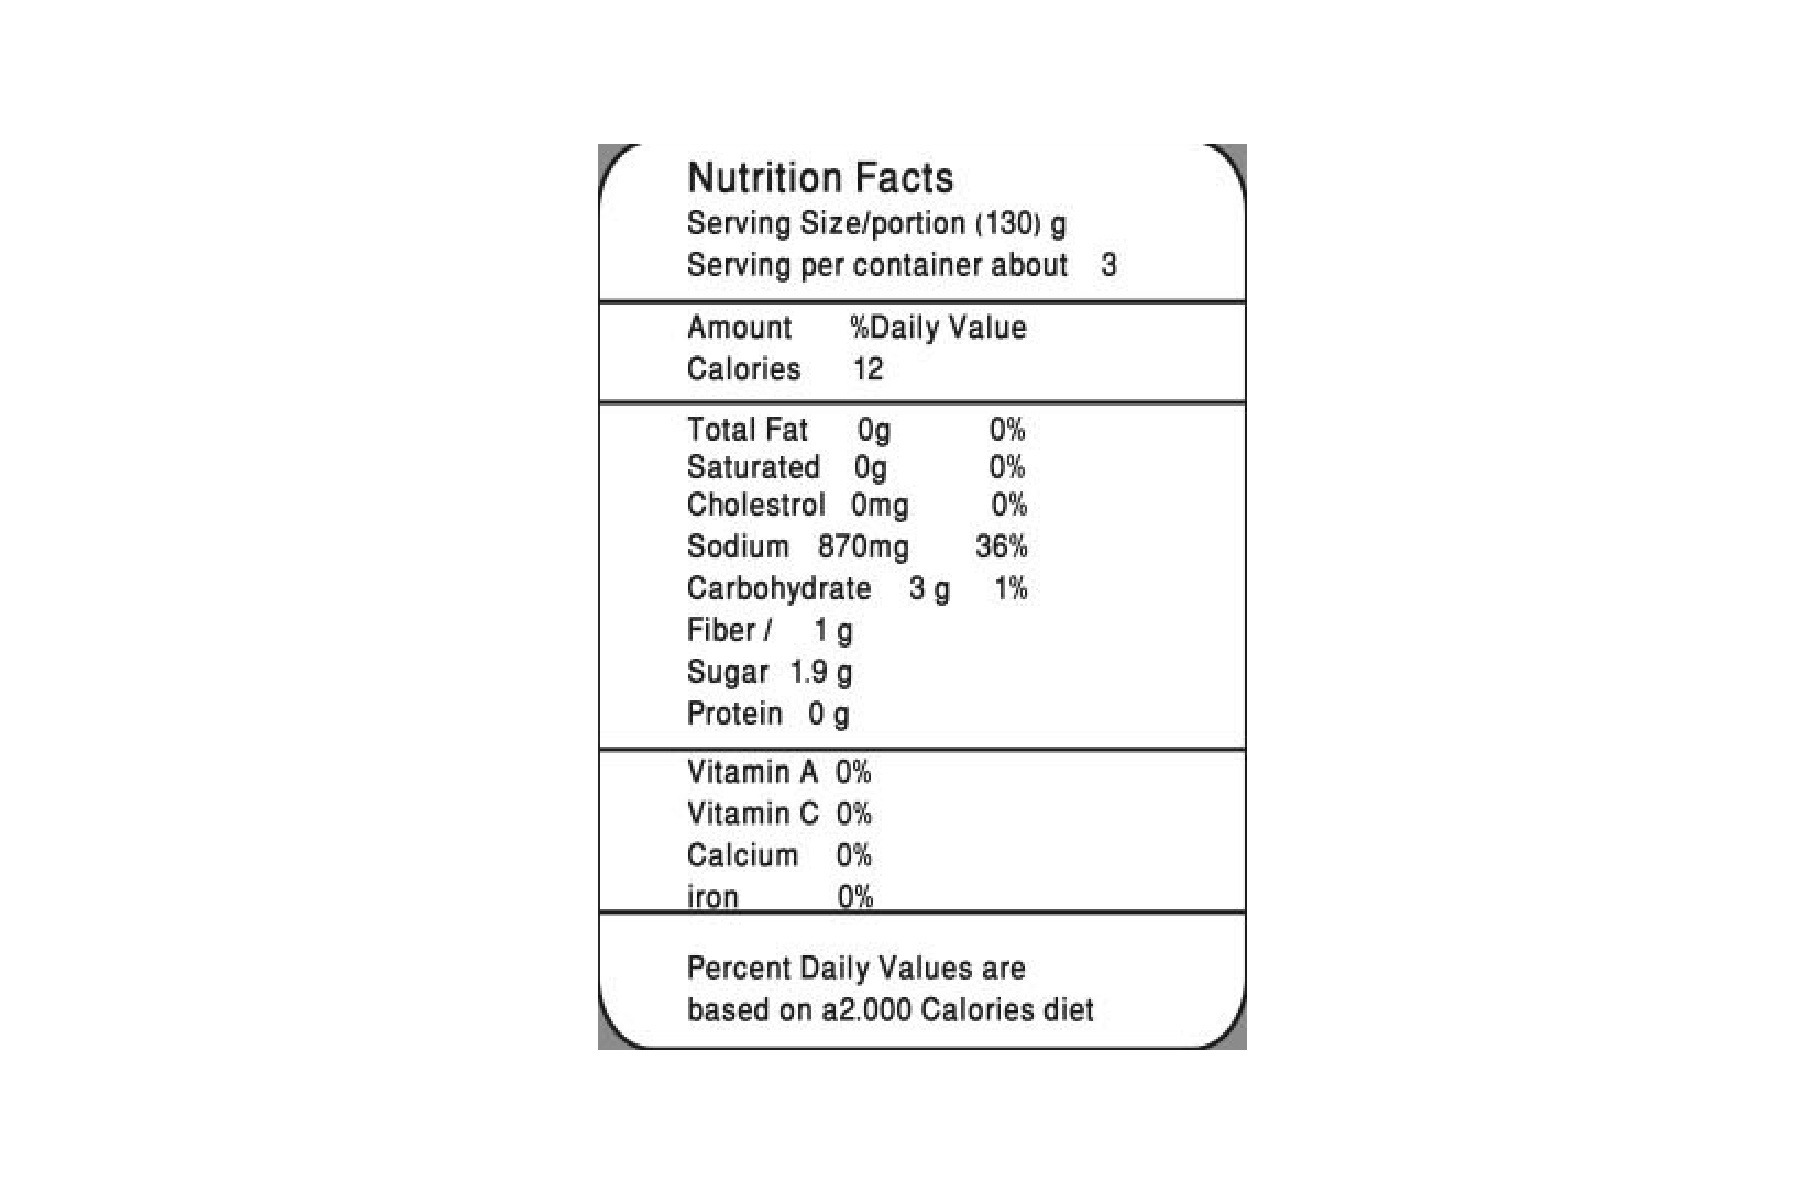 Nutrition Facts
Serving Size/portion (130) g
Serving per container about 3
Amount %Daily Value
Calories 12
Total Fat 0g 0%
Saturated 0g 0%
Cholestrol 0mg 0%
Sodium 870mg 36%
Carbohydrate 3 g 1%
Fiber / 1 g
Sugar 1.9 g
Protein 0 g
Vitamin A 0%
Vitamin C 0%
Calcium 0%
iron 0%
Percent Daily Values are
based on a2.000 Calories diet